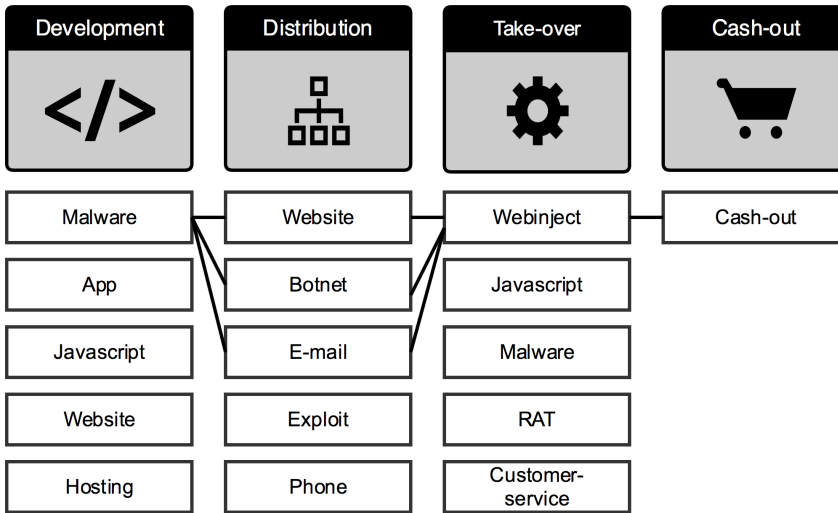 Development
Distribution
Take-over
Cash-out
</>
Malware
Website
Webinject
Cash-out
App
Botnet
Javascript
Javascript
E-mail
Malware
Website
Exploit
RAT
Hosting
Phone
Customer-
service